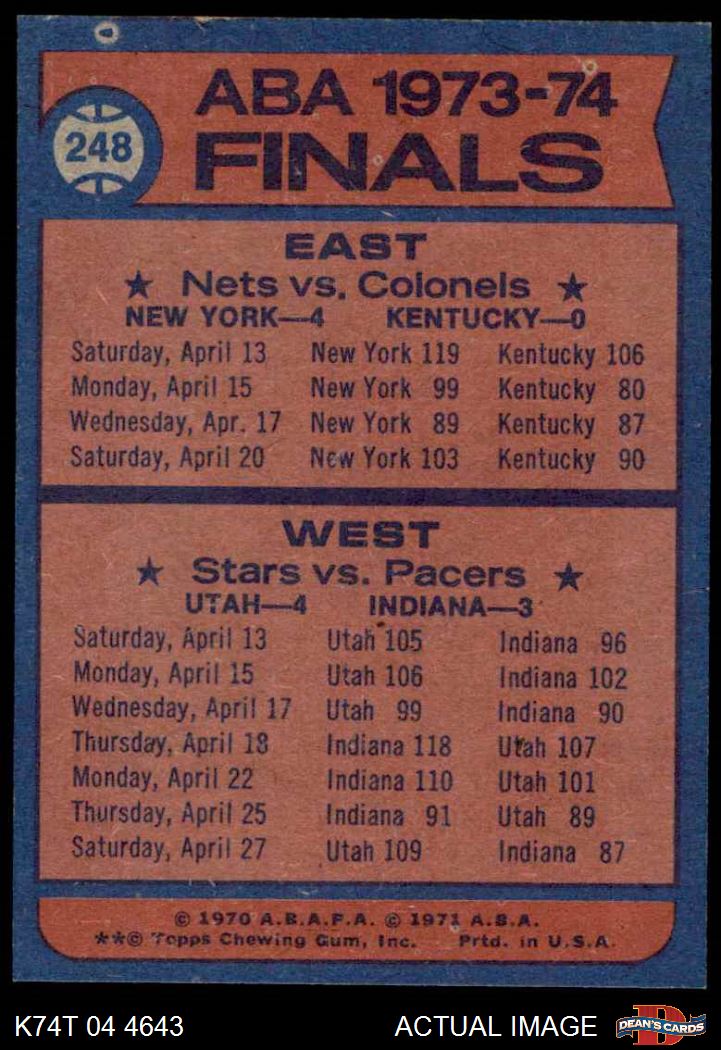 248
ABA 1973-74
FINALS
EAST
★ Nets vs. Colonels ★
NEW YORK—4 KENTUCKY—0
Saturday, April 13 New York 119 Kentucky 106
Monday, April 15 New York 99 Kentucky 80
Wednesday, Apr. 17 New York 89 Kentucky 87
Saturday, April 20 New York 103 Kentucky 90
WEST
★ Stars vs. Pacers ★
UTAH—4 INDIANA—3
Saturday, April 13 Utah 105 Indiana 96
Monday, April 15 Utah 106 Indiana 102
Wednesday, April 17 Utah 99 Indiana 90
Thursday, April 18 Indiana 118 Utah 107
Monday, April 22 Indiana 110 Utah 101
Thursday, April 25 Indiana 91 Utah 89
Saturday, April 27 Utah 109 Indiana 87
© 1970 A.B.A.P.A. © 1971 A.B.A.
**© Topps Chewing Gum, Inc. Prtd. in U.S.A.
K74T 04 4643 ACTUAL IMAGE
D
DEAN'S CARDS